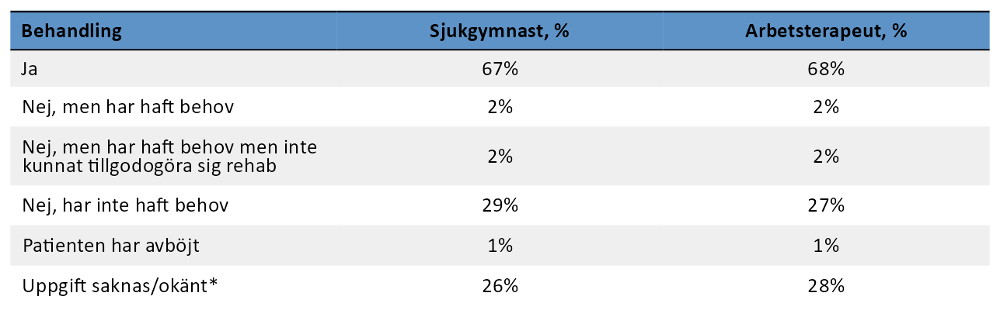 Behandling Sjukgymnast, % Arbetsterapeut, %
Ja 67% 68%
Nej, men har haft behov 2% 2%
Nej, men har haft behov men inte
kunnat tillgodogöra sig rehab 2% 2%
Nej, har inte haft behov 29% 27%
Patienten har avböjt 1% 1%
Uppgift saknas/okänt* 26% 28%